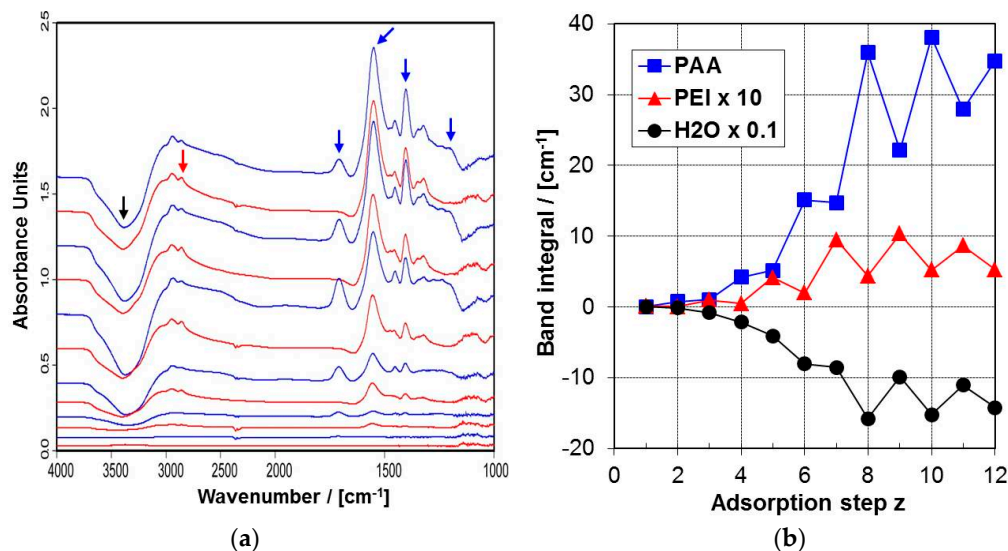 2.5
2.0
1.5
1.0
0.5
0.0
Absorbance Units
4000 3500 3000 2000 1500 1000
Wavenumber / [cm⁻¹]
(a)
40
30
20
10
0
-10
-20
Band integral / [cm⁻¹]
PAA
PEI x 10
H2O x 0.1
0 2 4 6 8 10 12
Adsorption step z
(b)